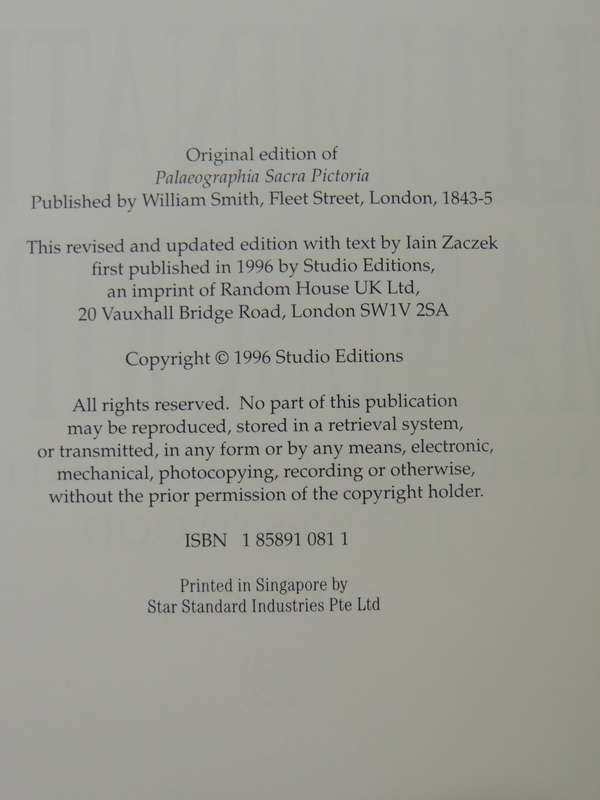 Original edition of
Palaeographia Sacra Pictoria
Published by William Smith, Fleet Street, London, 1843-5
This revised and updated edition with text by Iain Zaczek
first published in 1996 by Studio Editions,
an imprint of Random House UK Ltd,
20 Vauxhall Bridge Road, London SW1V 2SA
Copyright © 1996 Studio Editions
All rights reserved. No part of this publication
may be reproduced, stored in a retrieval system,
or transmitted, in any form or by any means, electronic,
mechanical, photocopying, recording or otherwise,
without the prior permission of the copyright holder.
ISBN 1 85891 081 1
Printed in Singapore by
Star Standard Industries Pte Ltd